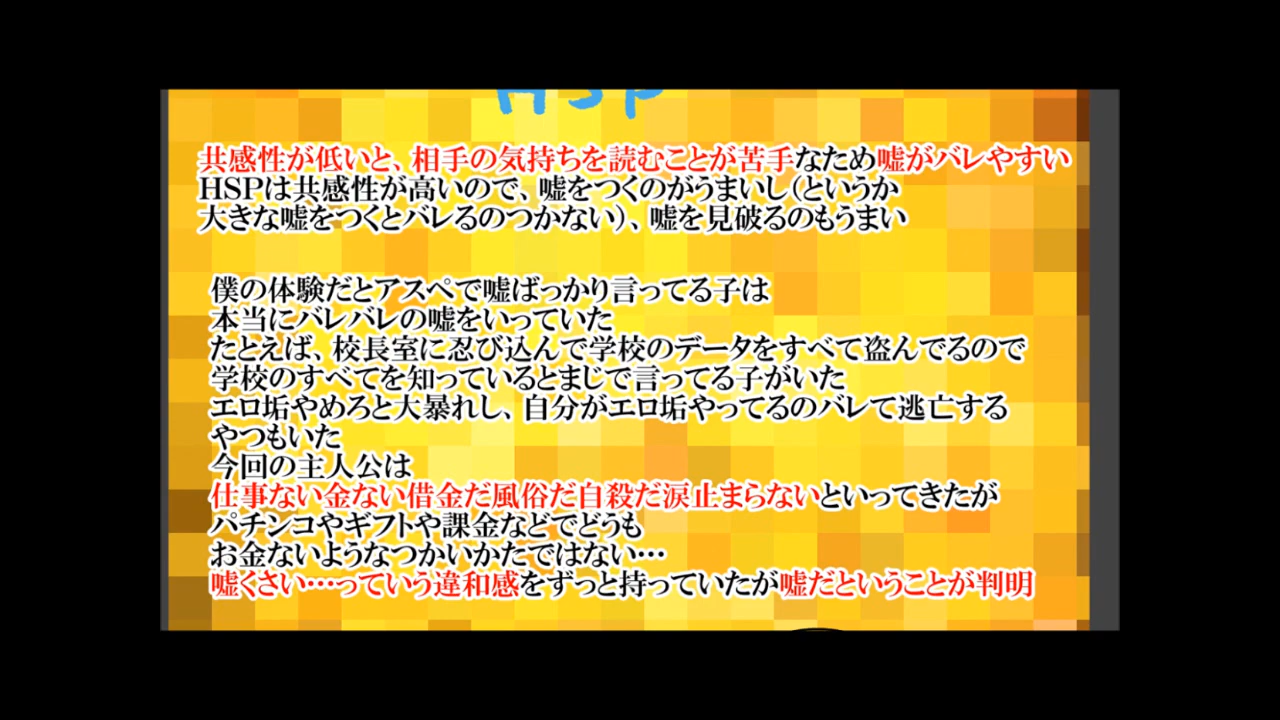 HSP
共感性が低いと、相手の気持ちを読むことが苦手なため嘘がバレやすい
HSPは共感性が高いので、嘘をつくのがうまいし（というか
大きな嘘をつくとバレるのつかない）、嘘を見破るのもうまい
僕の体験だとアスペで嘘ばっかり言ってる子は
本当にバレバレの嘘をいっていた
たとえば、校長室に忍び込んで学校のデータをすべて盗んでるので
学校のすべてを知っているとまじで言ってる子がいた
エロ垢やめろと大暴れし、自分がエロ垢やってるのバレて逃亡する
やつもいた
今回の主人公は
仕事ない金ない借金だ風俗だ自殺だ涙止まらないといってきたが
パチンコやギフトや課金などでどうも
お金ないようなつかいかたではない…
嘘くさい…っていう違和感をずっと持っていたが嘘だということが判明